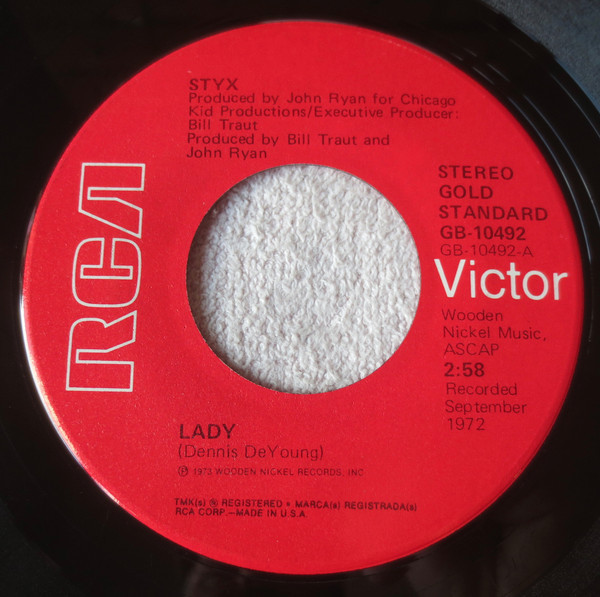 STYX
Produced by John Ryan for Chicago
Kid Productions/Executive Producer:
Bill Traut
Produced by Bill Traut and
John Ryan
RCA
STEREO
GOLD
STANDARD
GB-10492
GB-10492-A
Victor
Wooden
Nickel Music,
ASCAP
2:58
Recorded
September
1972
LADY
(Dennis DeYoung)
℗ 1973 WOODEN NICKEL RECORDS, INC
TMK(s) ® REGISTERED • MARCA(s) REGISTRADA(s)
RCA CORP.—MADE IN U.S.A.